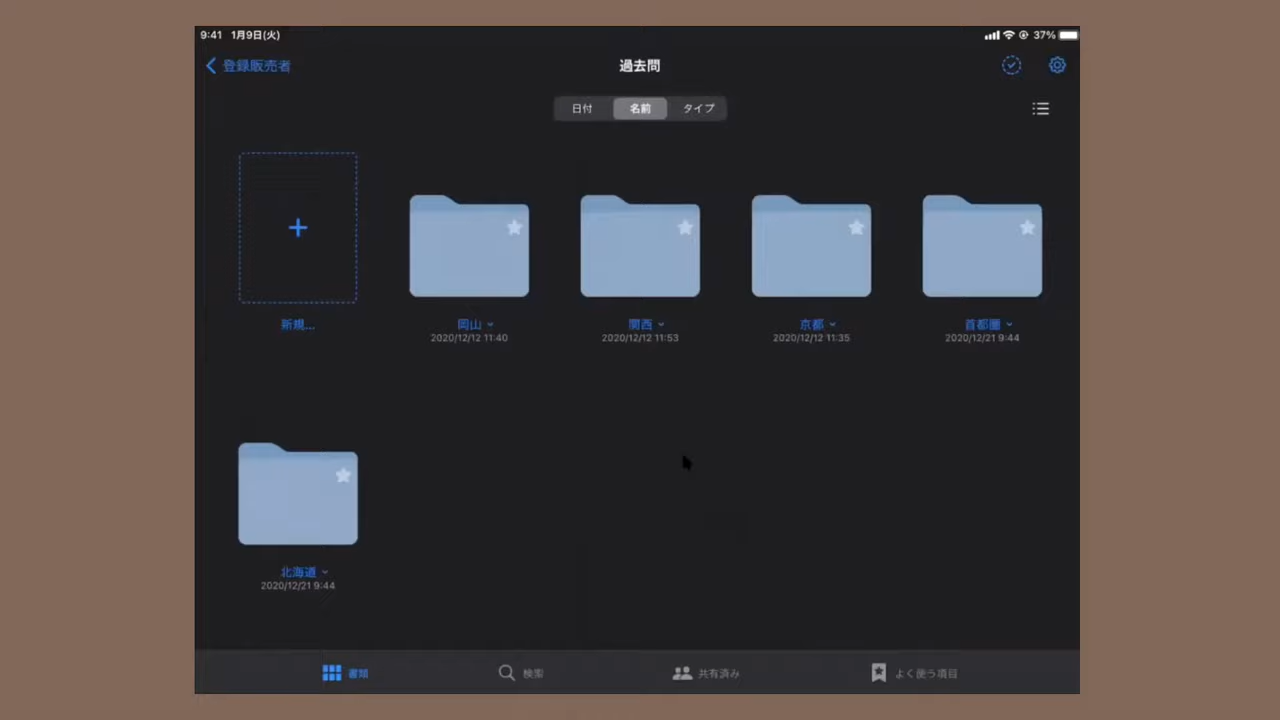 9:41 1月9日(火) 37%
登録販売者 過去問
日付 名前 タイプ
新規...
岡山
2020/12/12 11:40
関西
2020/12/12 11:53
京都
2020/12/12 11:35
首都圏
2020/12/21 9:44
北海道
2020/12/21 9:44
書類 検索 共有済み よく使う項目